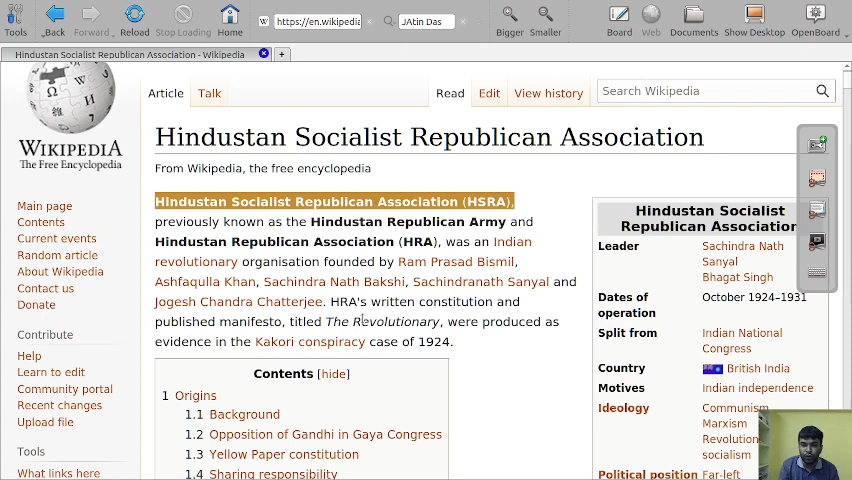 Tools
Back
Forward
Reload
Stop Loading
Home
https://en.wikipedia
JAtin Das
Bigger
Smaller
Board
Web
Documents
Show Desktop
OpenBoard
Hindustan Socialist Republican Association - Wikipedia
WIKIPEDIA
The Free Encyclopedia
Article
Talk
Read
Edit
View history
Search Wikipedia
Main page
Contents
Current events
Random article
About Wikipedia
Contact us
Donate
Contribute
Help
Learn to edit
Community portal
Recent changes
Upload file
Tools
What links here
Hindustan Socialist Republican Association
From Wikipedia, the free encyclopedia
Hindustan Socialist Republican Association (HSRA),
previously known as the Hindustan Republican Army and
Hindustan Republican Association (HRA), was an Indian
revolutionary organisation founded by Ram Prasad Bismil,
Ashfaqulla Khan, Sachindra Nath Bakshi, Sachindranath Sanyal and
Jogesh Chandra Chatterjee. HRA's written constitution and
published manifesto, titled The Revolutionary, were produced as
evidence in the Kakori conspiracy case of 1924.
Contents [hide]
1 Origins
1.1 Background
1.2 Opposition of Gandhi in Gaya Congress
1.3 Yellow Paper constitution
1.4 Sharing responsibility
Hindustan Socialist
Republican Association
Leader Sachindra Nath
Sanyal
Bhagat Singh
Dates of October 1924–1931
operation
Split from Indian National
Congress
Country British India
Motives Indian independence
Ideology Communism
Marxism
socialism
Political position Far-left